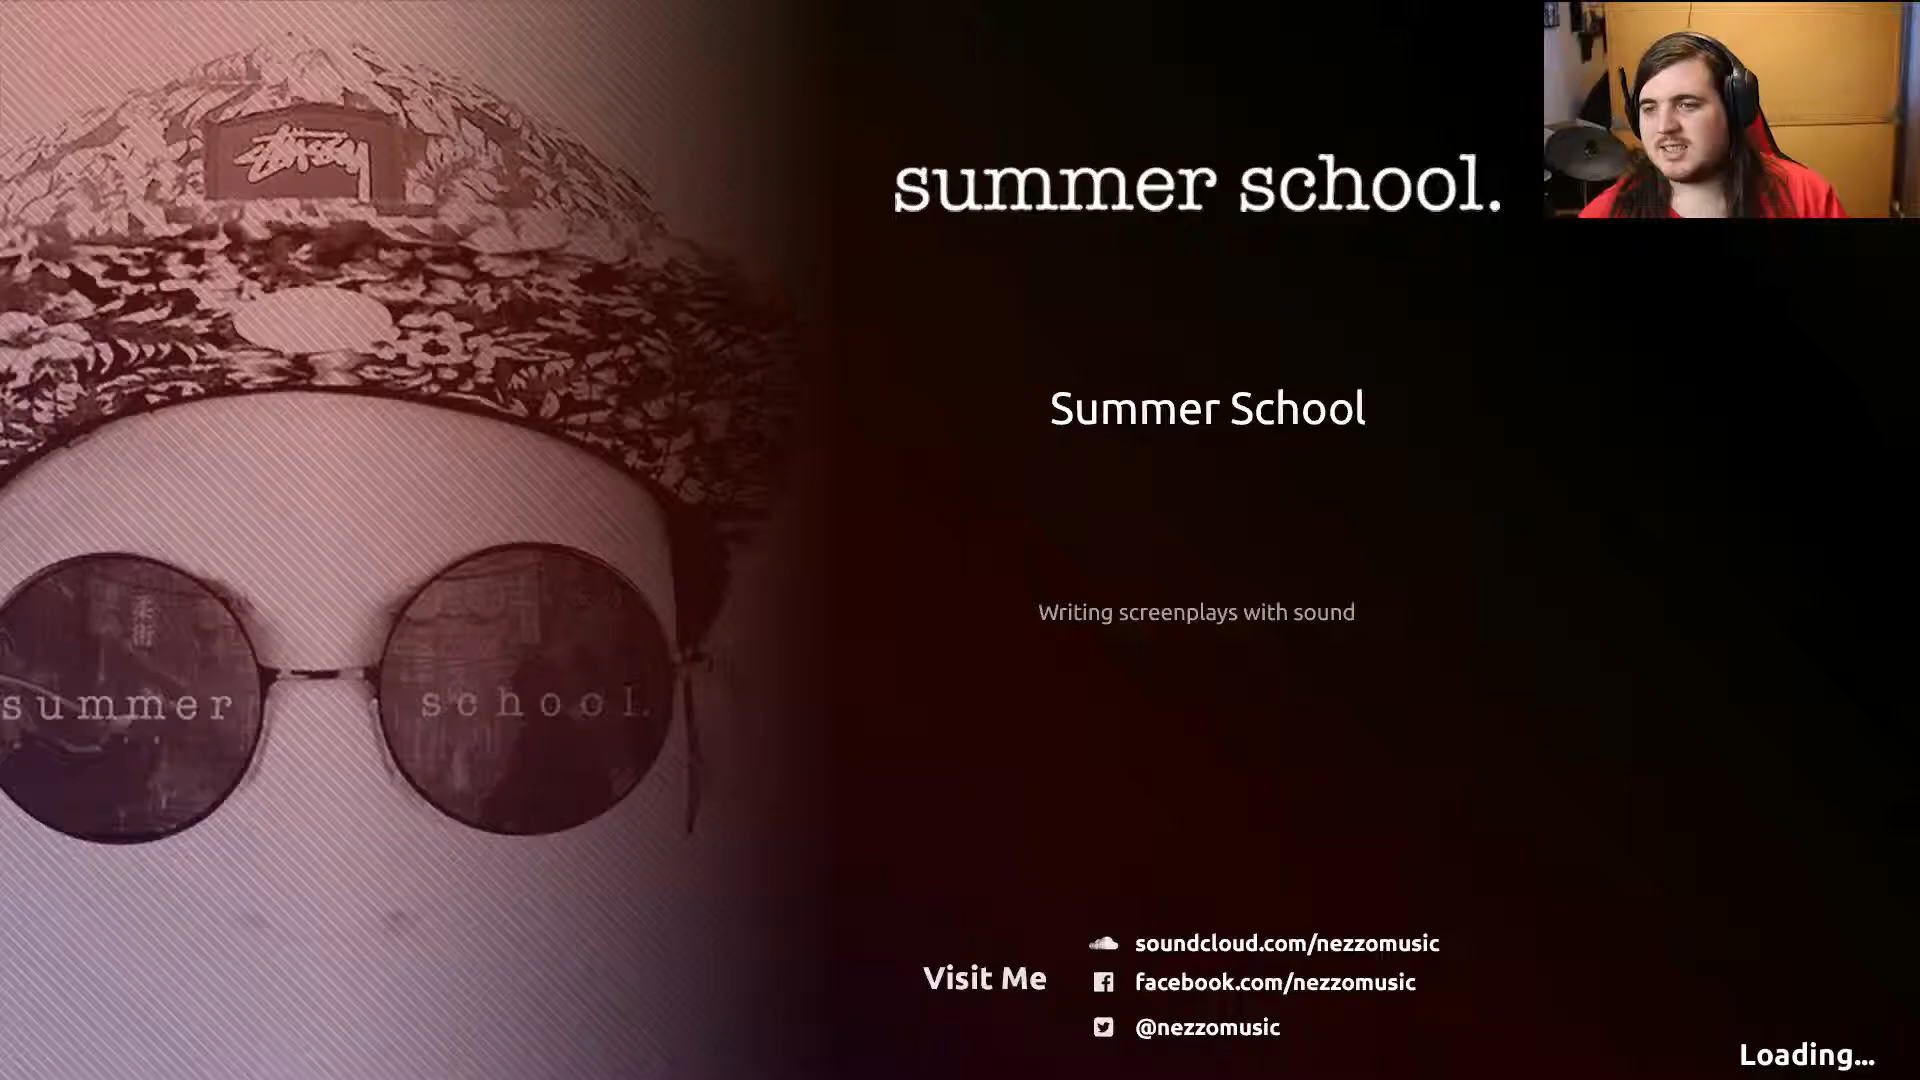 STÜSSY
summer school.
Summer School
Writing screenplays with sound
summer school.
soundcloud.com/nezzomusic
Visit Me
facebook.com/nezzomusic
@nezzomusic
Loading...